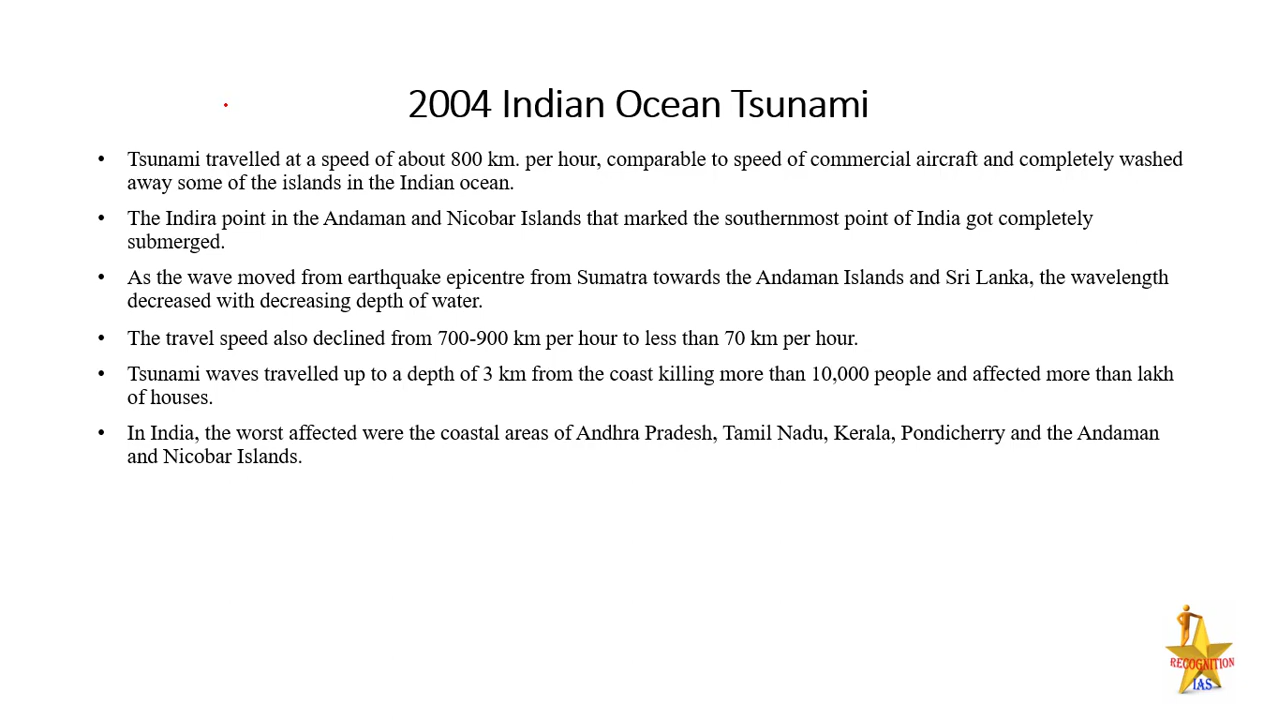 2004 Indian Ocean Tsunami
• Tsunami travelled at a speed of about 800 km. per hour, comparable to speed of commercial aircraft and completely washed
away some of the islands in the Indian ocean.
• The Indira point in the Andaman and Nicobar Islands that marked the southernmost point of India got completely
submerged.
• As the wave moved from earthquake epicentre from Sumatra towards the Andaman Islands and Sri Lanka, the wavelength
decreased with decreasing depth of water.
• The travel speed also declined from 700-900 km per hour to less than 70 km per hour.
• Tsunami waves travelled up to a depth of 3 km from the coast killing more than 10,000 people and affected more than lakh
of houses.
• In India, the worst affected were the coastal areas of Andhra Pradesh, Tamil Nadu, Kerala, Pondicherry and the Andaman
and Nicobar Islands.
RECOGNITION
IAS